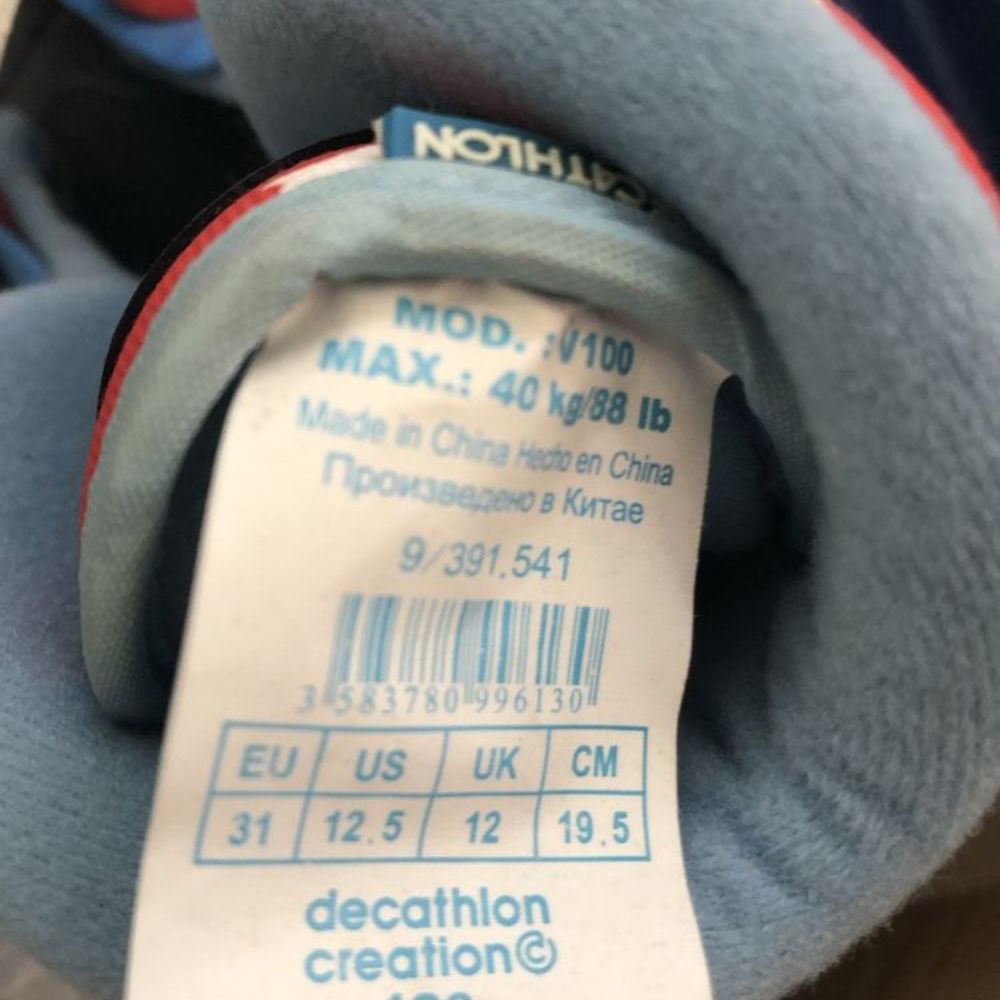 CATHLON
MOD. :V100
MAX.: 40 kg/88 lb
Made in China Hecho en China
Произведено в Китае
9/391.541
3 583780 996130
EU US UK CM
31 12.5 12 19.5
decathlon
creation©